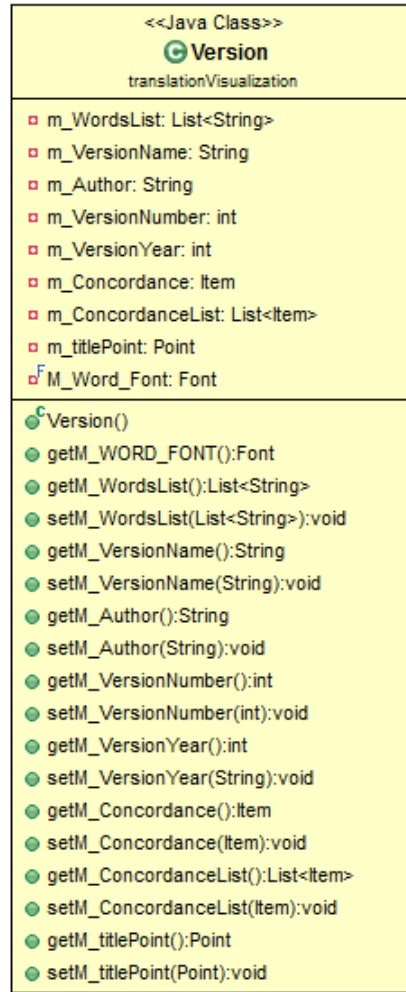 <<Java Class>>
C Version
translationVisualization
m_WordsList: List<String>
m_VersionName: String
m_Author: String
m_VersionNumber: int
m_VersionYear: int
m_Concordance: Item
m_ConcordanceList: List<Item>
m_titlePoint: Point
F M_Word_Font: Font
C Version()
getM_WORD_FONT():Font
getM_WordsList():List<String>
setM_WordsList(List<String>):void
getM_VersionName():String
setM_VersionName(String):void
getM_Author():String
setM_Author(String):void
getM_VersionNumber():int
setM_VersionNumber(int):void
getM_VersionYear():int
setM_VersionYear(String):void
getM_Concordance():Item
setM_Concordance(Item):void
getM_ConcordanceList():List<Item>
setM_ConcordanceList(Item):void
getM_titlePoint():Point
setM_titlePoint(Point):void